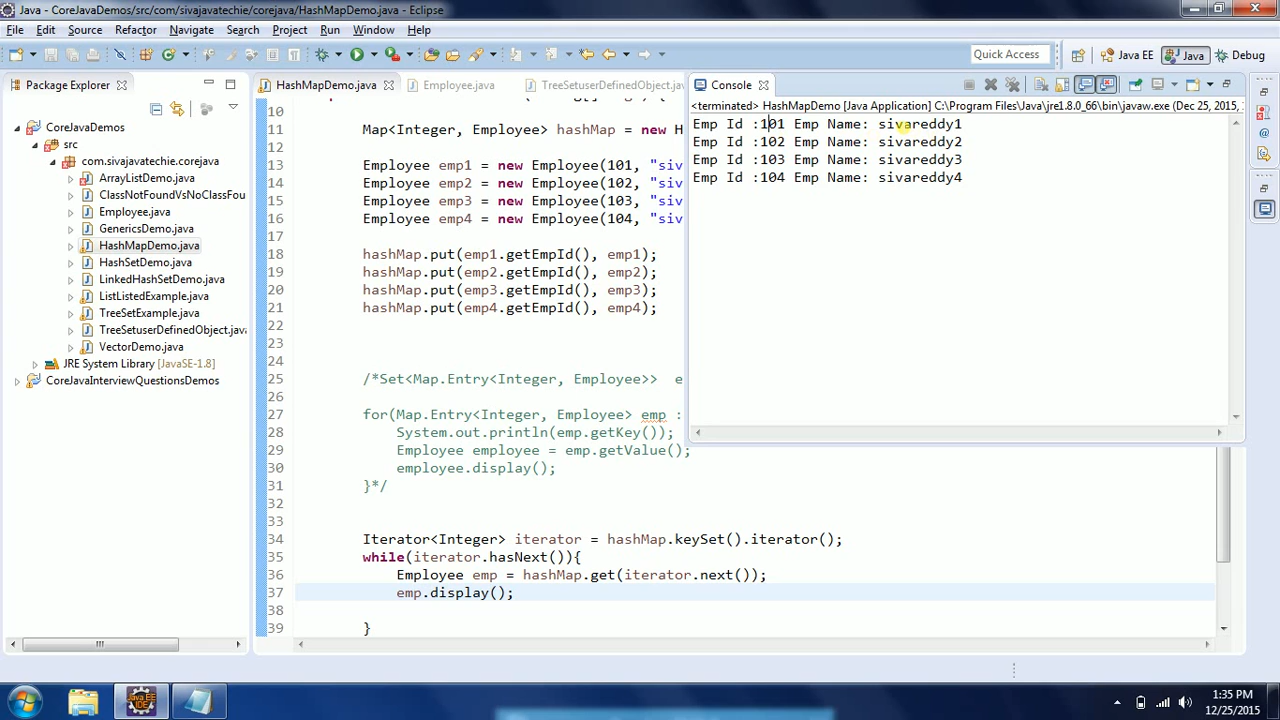 Java - CoreJavaDemos/src/com/sivajavatechie/corejava/HashMapDemo.java - Eclipse
File Edit Source Refactor Navigate Search Project Run Window Help
Quick Access
Java EE
Java
Debug
Package Explorer
CoreJavaDemos
src
com.sivajavatechie.corejava
ArrayListDemo.java
ClassNotFoundVsNoClassFou
Employee.java
GenericsDemo.java
HashMapDemo.java
HashSetDemo.java
LinkedHashSetDemo.java
ListListedExample.java
TreeSetExample.java
TreeSetuserDefinedObject.java
VectorDemo.java
JRE System Library [JavaSE-1.8]
CoreJavaInterviewQuestionsDemos
HashMapDemo.java
Employee.java
TreeSetuserDefinedObject.java
10
11 Map<Integer, Employee> hashMap = new H
12
13 Employee emp1 = new Employee(101, "siv
14 Employee emp2 = new Employee(102, "siv
15 Employee emp3 = new Employee(103, "siv
16 Employee emp4 = new Employee(104, "siv
17
18 hashMap.put(emp1.getEmpId(), emp1);
19 hashMap.put(emp2.getEmpId(), emp2);
20 hashMap.put(emp3.getEmpId(), emp3);
21 hashMap.put(emp4.getEmpId(), emp4);
22
23
24
25 /*Set<Map.Entry<Integer, Employee>> e
26
27 for(Map.Entry<Integer, Employee> emp :
28 System.out.println(emp.getKey());
29 Employee employee = emp.getValue();
30 employee.display();
31 }*/
32
33
34 Iterator<Integer> iterator = hashMap.keySet().iterator();
35 while(iterator.hasNext()){
36 Employee emp = hashMap.get(iterator.next());
37 emp.display();
38
39 }
Console
<terminated> HashMapDemo [Java Application] C:\Program Files\Java\jre1.8.0_66\bin\javaw.exe (Dec 25, 2015,
Emp Id :101 Emp Name: sivareddy1
Emp Id :102 Emp Name: sivareddy2
Emp Id :103 Emp Name: sivareddy3
Emp Id :104 Emp Name: sivareddy4
Java EE
IDE
1:35 PM
12/25/2015